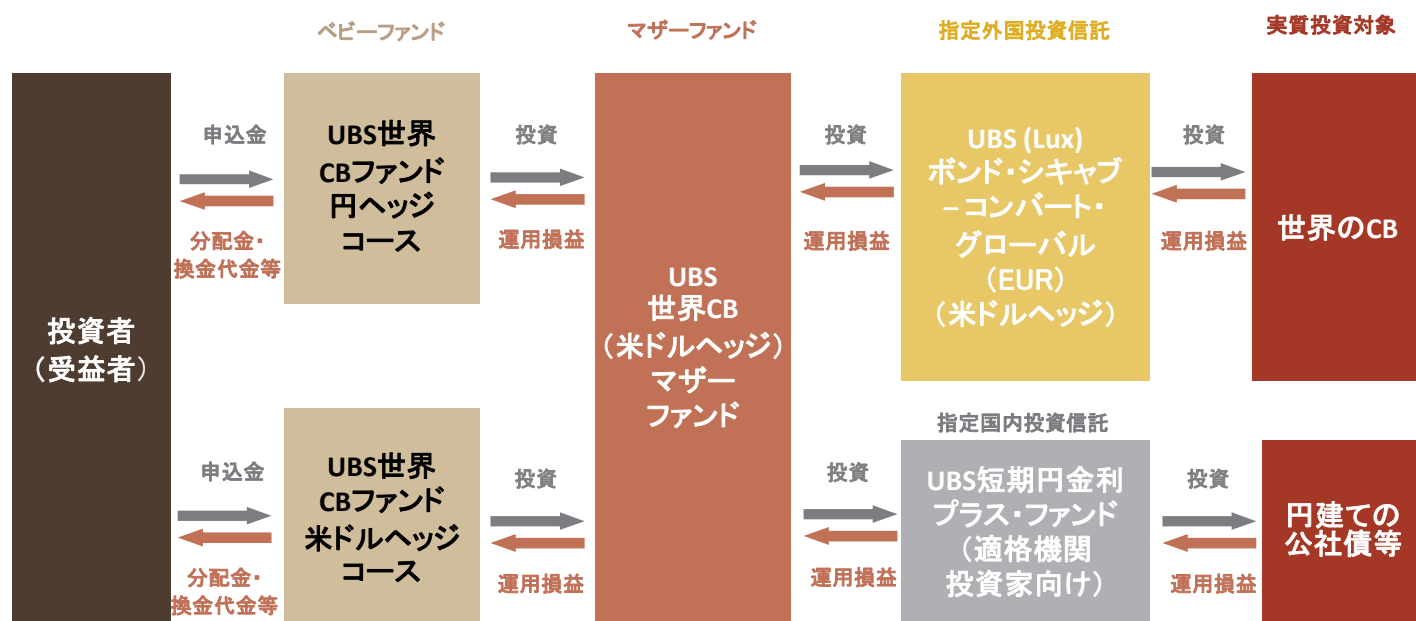 ベビーファンド
マザーファンド
指定外国投資信託
実質投資対象
投資者
（受益者）
申込金
分配金・
換金代金等
UBS世界
CBファンド
円ヘッジ
コース
投資
運用損益
申込金
分配金・
換金代金等
UBS世界
CBファンド
米ドルヘッジ
コース
投資
運用損益
UBS
世界CB
（米ドルヘッジ）
マザー
ファンド
投資
運用損益
UBS (Lux)
ボンド・シキャブ
–コンバート・
グローバル
（EUR）
（米ドルヘッジ）
投資
運用損益
世界のCB
投資
運用損益
指定国内投資信託
UBS短期円金利
プラス・ファンド
（適格機関
投資家向け）
投資
運用損益
円建ての
公社債等